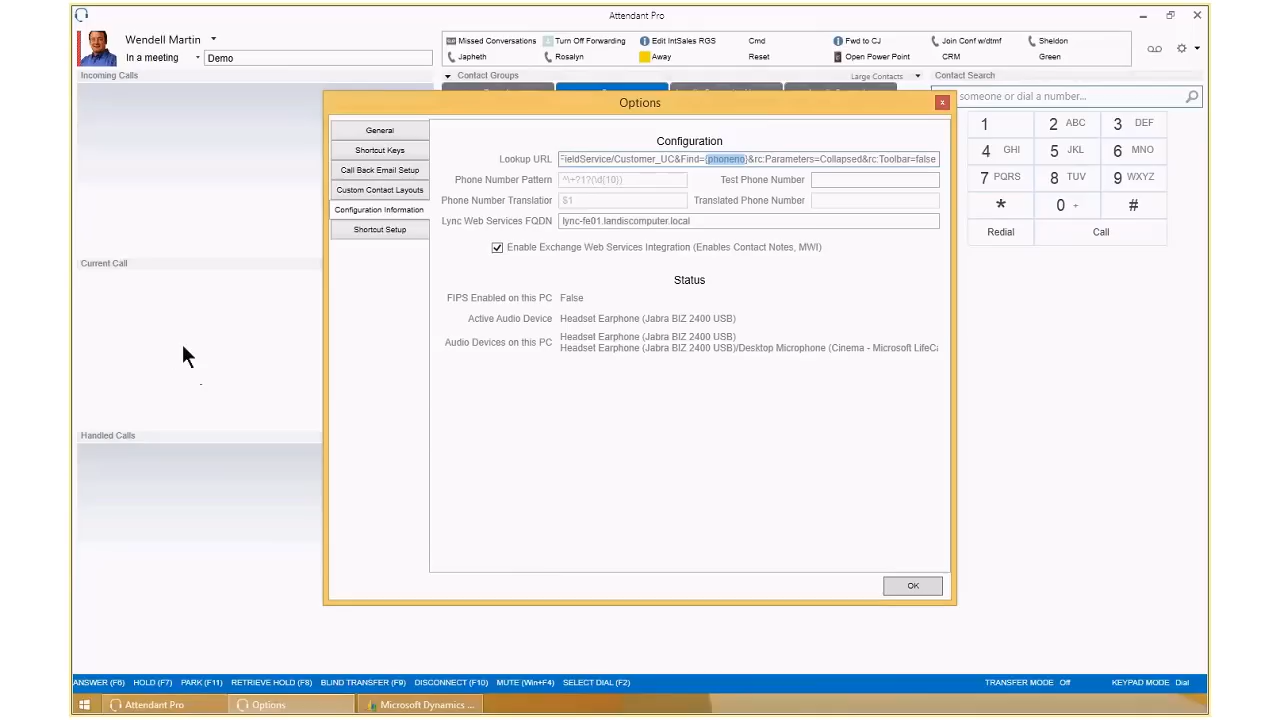 Attendant Pro
Wendell Martin
In a meeting
Demo
Missed Conversations
Turn Off Forwarding
Edit IntSales RGS
Cmd
Fwd to CJ
Join Conf w/dtmf
Sheldon
Japheth
Rosalyn
Away
Reset
Open Power Point
CRM
Green
Incoming Calls
Contact Groups
Large Contacts
Contact Search
someone or dial a number...
Options
General
Shortcut Keys
Call Back Email Setup
Custom Contact Layouts
Configuration Information
Shortcut Setup
Configuration
Lookup URL
FieldService/Customer_UC&Find={phoneno}&rc:Parameters=Collapsed&rc:Toolbar=false
Phone Number Pattern
^\+?1?(\d{10})
Test Phone Number
Phone Number Translation
$1
Translated Phone Number
Lync Web Services FQDN
lync-fe01.landiscomputer.local
Enable Exchange Web Services Integration (Enables Contact Notes, MWI)
Status
FIPS Enabled on this PC
False
Active Audio Device
Headset Earphone (Jabra BIZ 2400 USB)
Audio Devices on this PC
Headset Earphone (Jabra BIZ 2400 USB)
Headset Earphone (Jabra BIZ 2400 USB)/Desktop Microphone (Cinema - Microsoft LifeCa
OK
1
2 ABC
3 DEF
4 GHI
5 JKL
6 MNO
7 PQRS
8 TUV
9 WXYZ
*
0 +
#
Redial
Call
Current Call
Handled Calls
ANSWER (F6)
HOLD (F7)
PARK (F11)
RETRIEVE HOLD (F8)
BLIND TRANSFER (F9)
DISCONNECT (F10)
MUTE (Win+F4)
SELECT DIAL (F2)
TRANSFER MODE Off
KEYPAD MODE Dial
Attendant Pro
Options
Microsoft Dynamics ...